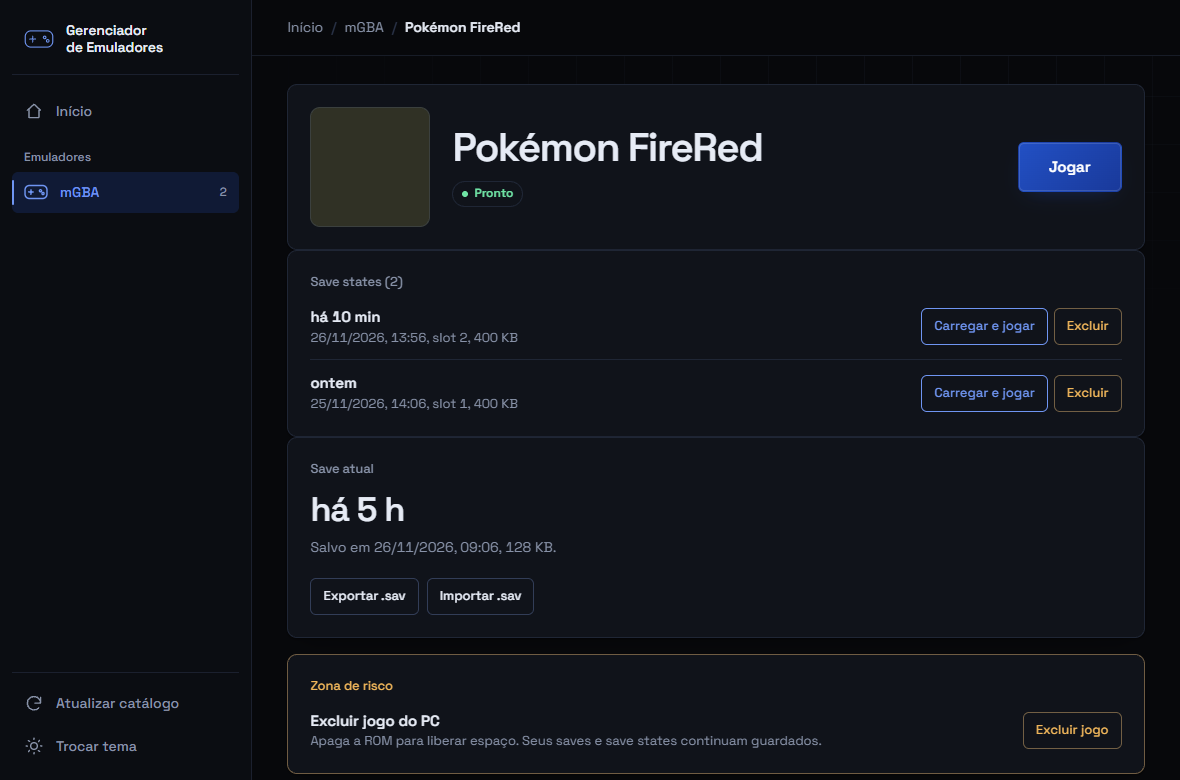 Gerenciador
de Emuladores
Início / mGBA / Pokémon FireRed
Início
Emuladores
mGBA 2
Atualizar catálogo
Trocar tema
Pokémon FireRed
Pronto
Jogar
Save states (2)
há 10 min
26/11/2026, 13:56, slot 2, 400 KB
Carregar e jogar
Excluir
ontem
25/11/2026, 14:06, slot 1, 400 KB
Carregar e jogar
Excluir
Save atual
há 5 h
Salvo em 26/11/2026, 09:06, 128 KB.
Exportar .sav
Importar .sav
Zona de risco
Excluir jogo do PC
Apaga a ROM para liberar espaço. Seus saves e save states continuam guardados.
Excluir jogo